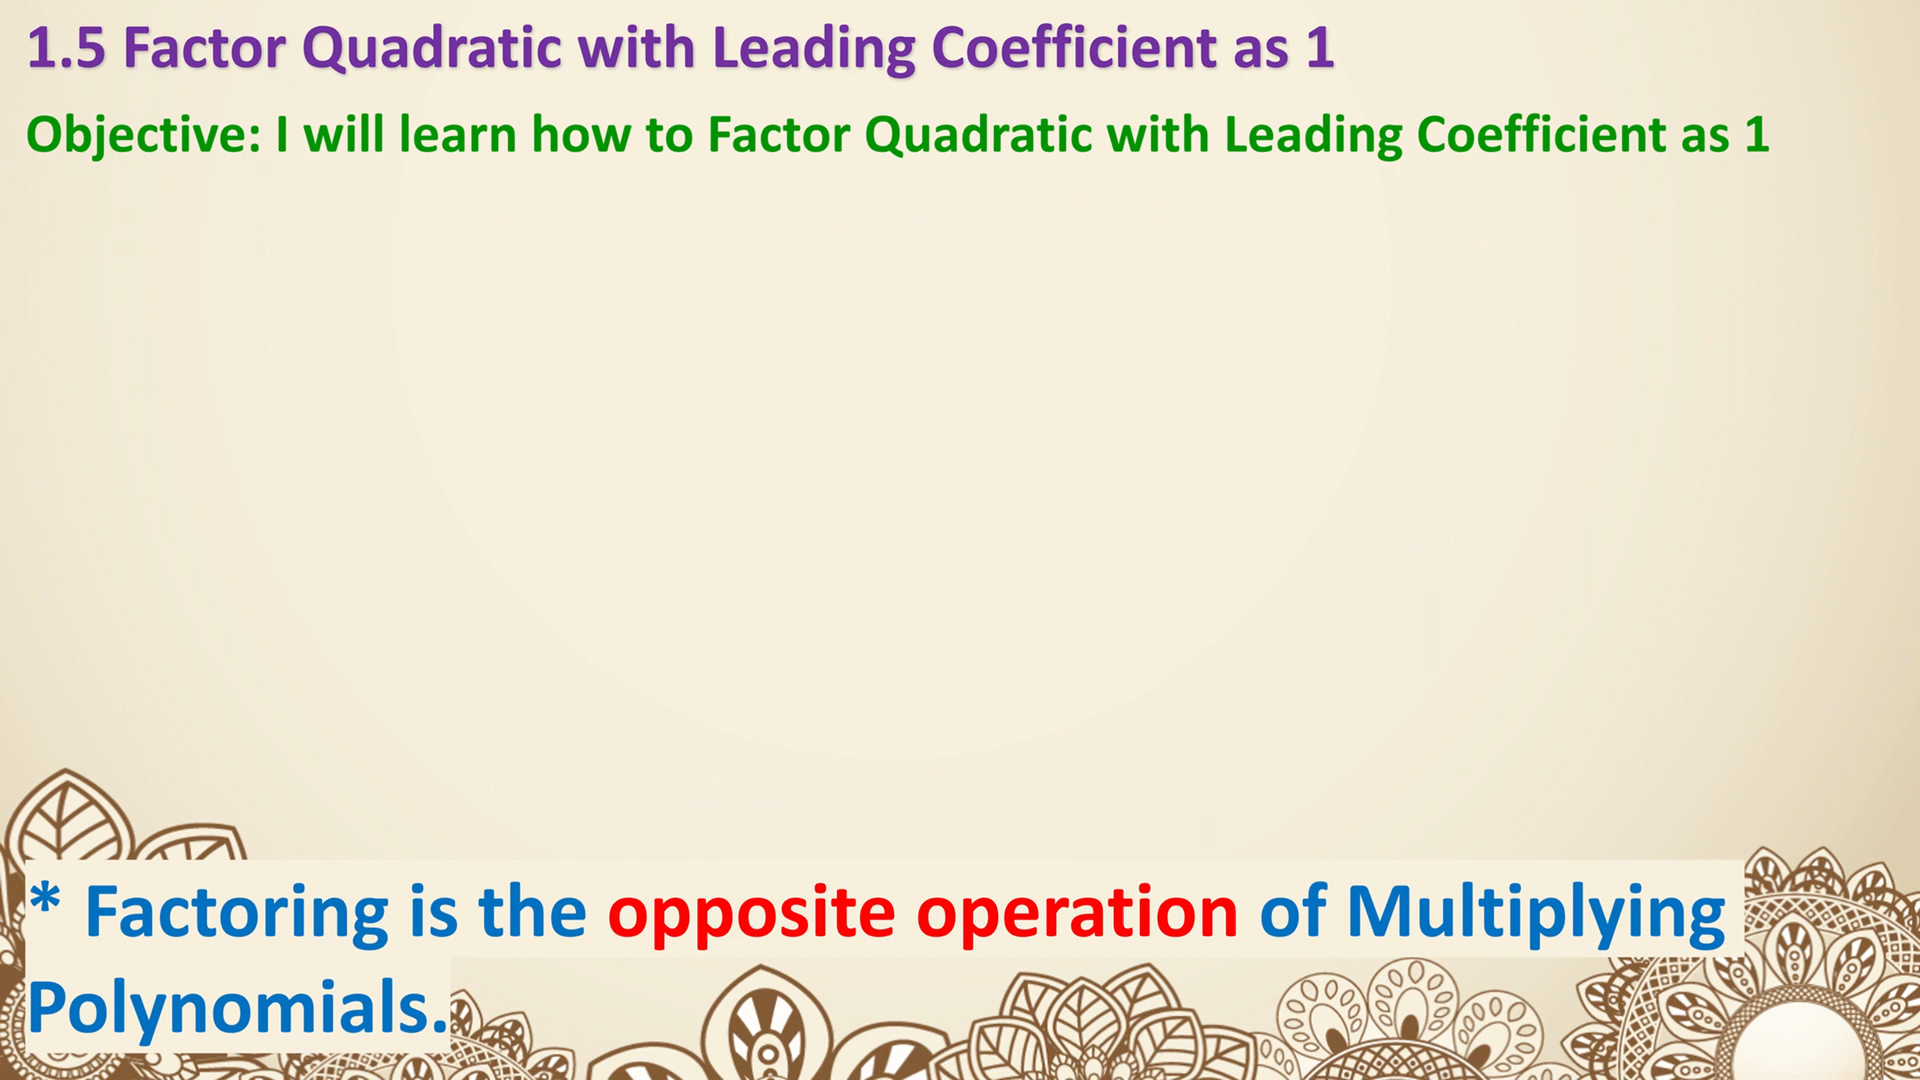 1.5 Factor Quadratic with Leading Coefficient as 1
Objective: I will learn how to Factor Quadratic with Leading Coefficient as 1
* Factoring is the opposite operation of Multiplying
Polynomials.